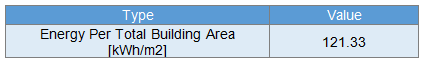 Type Value
Energy Per Total Building Area
[kWh/m2] 121.33